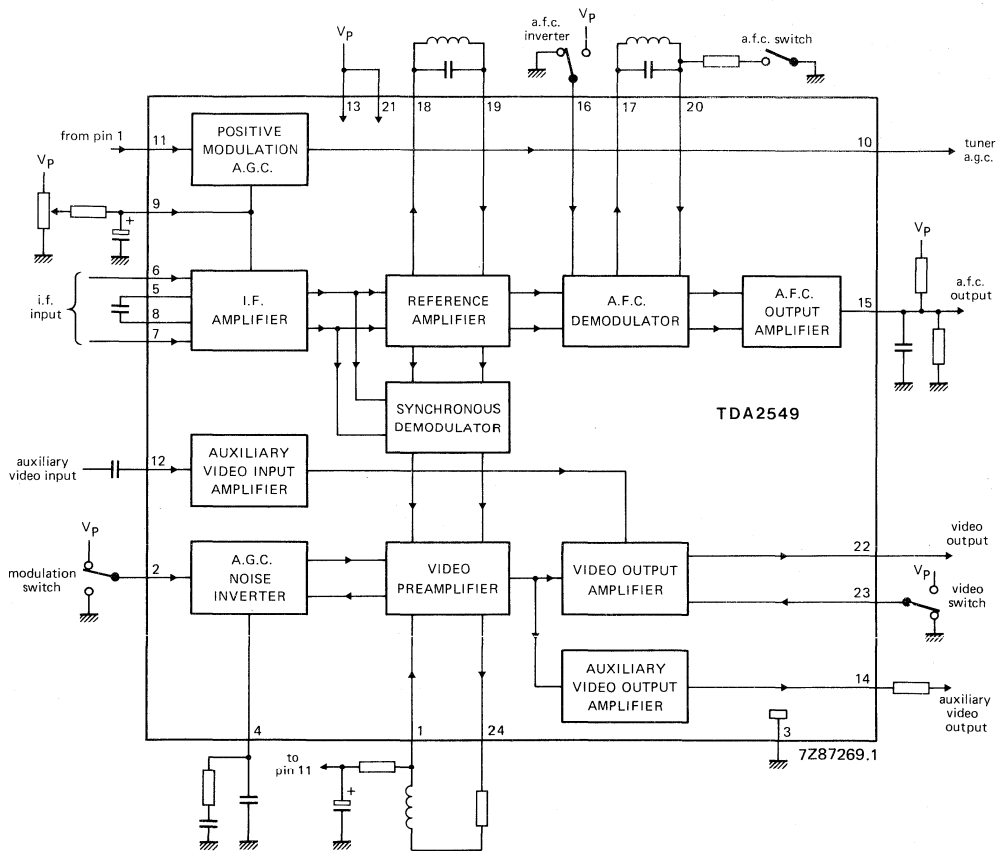 a.f.c.
inverter
Vp
Vp
a.f.c. switch
13
21
18
19
16
17
20
from pin 1
11
POSITIVE
MODULATION
A.G.C.
10
tuner
a.g.c.
Vp
9
+
Vp
6
5
8
7
i.f.
input
I.F.
AMPLIFIER
REFERENCE
AMPLIFIER
A.F.C.
DEMODULATOR
A.F.C.
OUTPUT
AMPLIFIER
15
a.f.c.
output
SYNCHRONOUS
DEMODULATOR
TDA2549
auxiliary
video input
12
AUXILIARY
VIDEO INPUT
AMPLIFIER
Vp
modulation
switch
2
A.G.C.
NOISE
INVERTER
VIDEO
PREAMPLIFIER
VIDEO OUTPUT
AMPLIFIER
22
video
output
Vp
23
video
switch
AUXILIARY
VIDEO OUTPUT
AMPLIFIER
14
auxiliary
video
output
4
1
24
3
7Z87269.1
to
pin 11
+